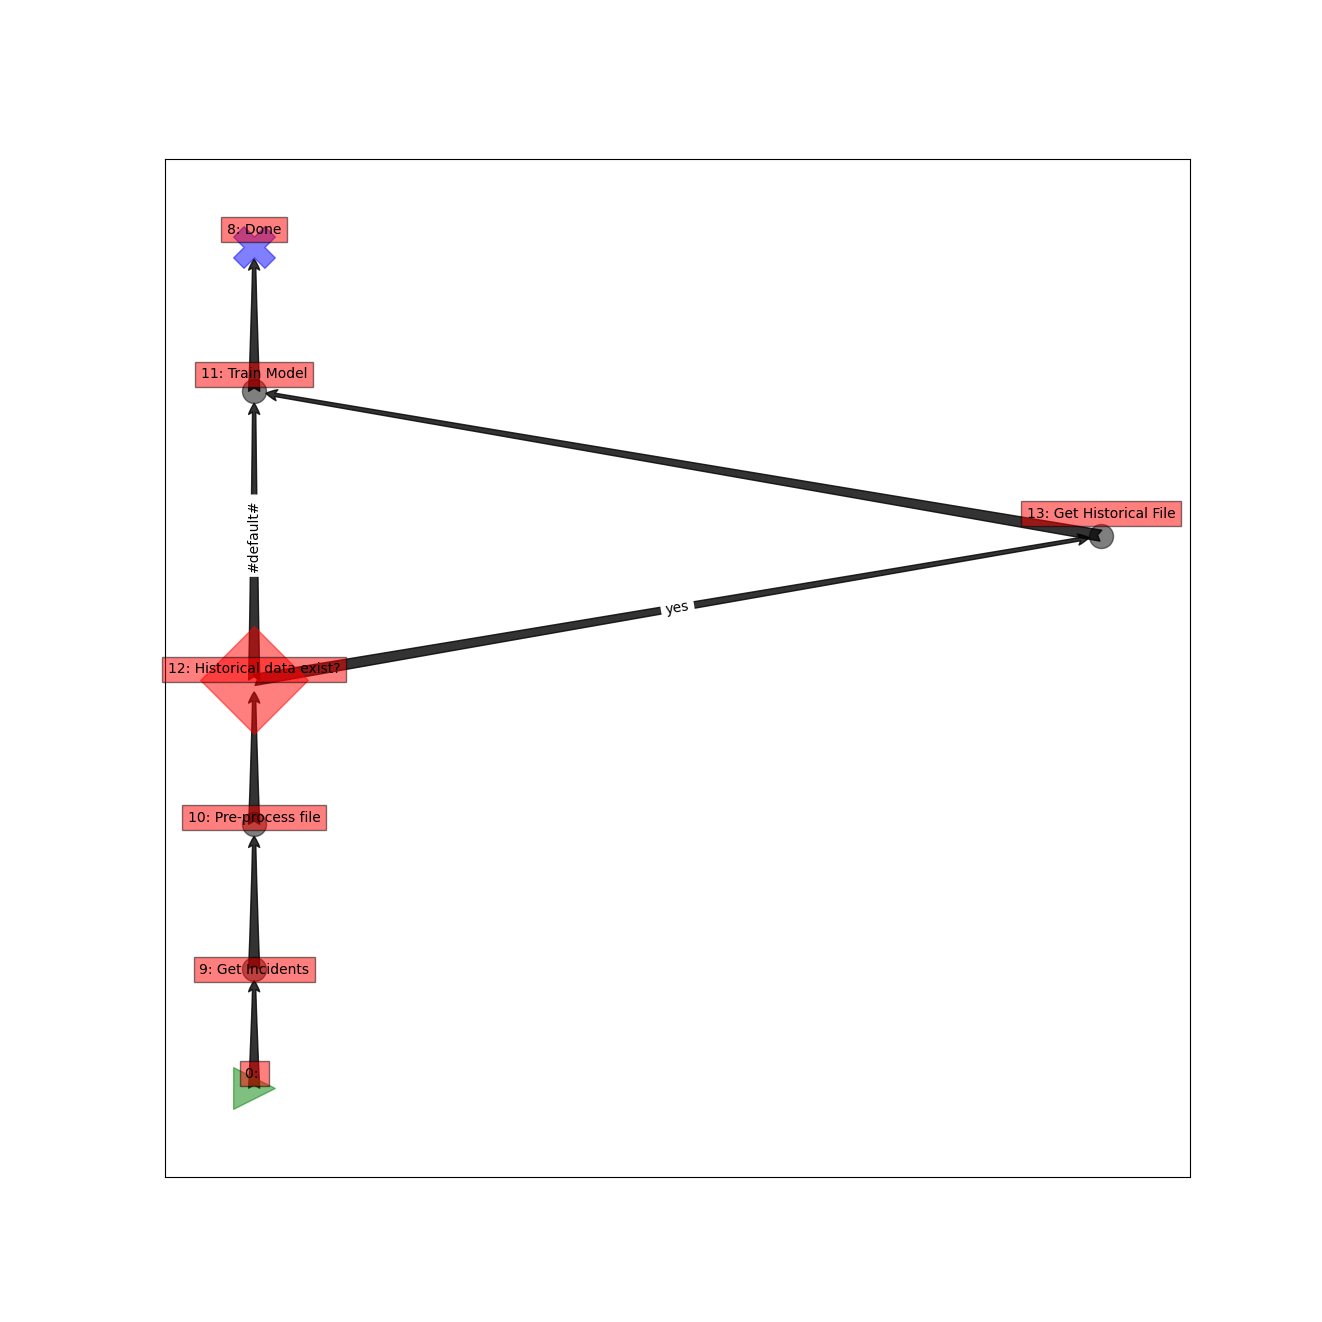 8: Done
11: Train Model
13: Get Historical File
#default#
yes
12: Historical data exist?
10: Pre-process file
9: Get Incidents
0: